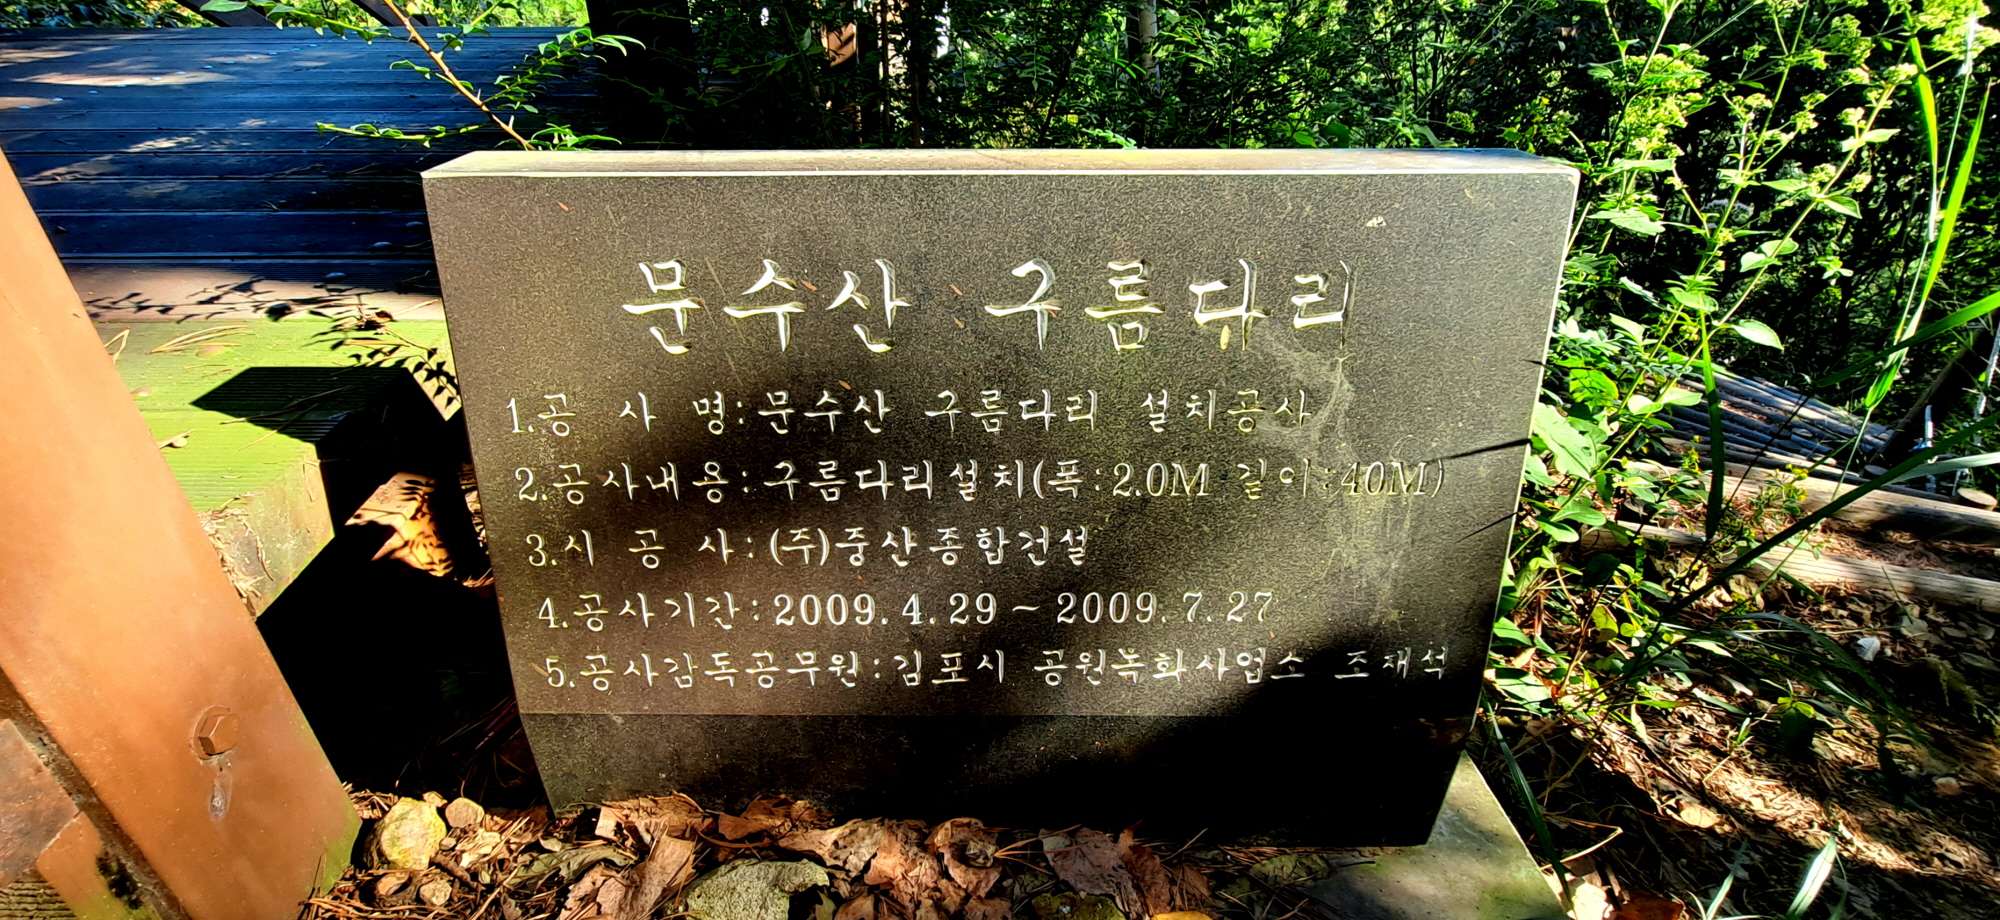 문수산 구름다리
1.공 사 명:문수산 구름다리 설치공사
2.공사내용:구름다리설치(폭:2.0M 길이:40M)
3.시 공 사:(주)중산종합건설
4.공사기간:2009.4.29 ~ 2009.7.27
5.공사감독공무원:김포시 공원녹화사업소 조재석